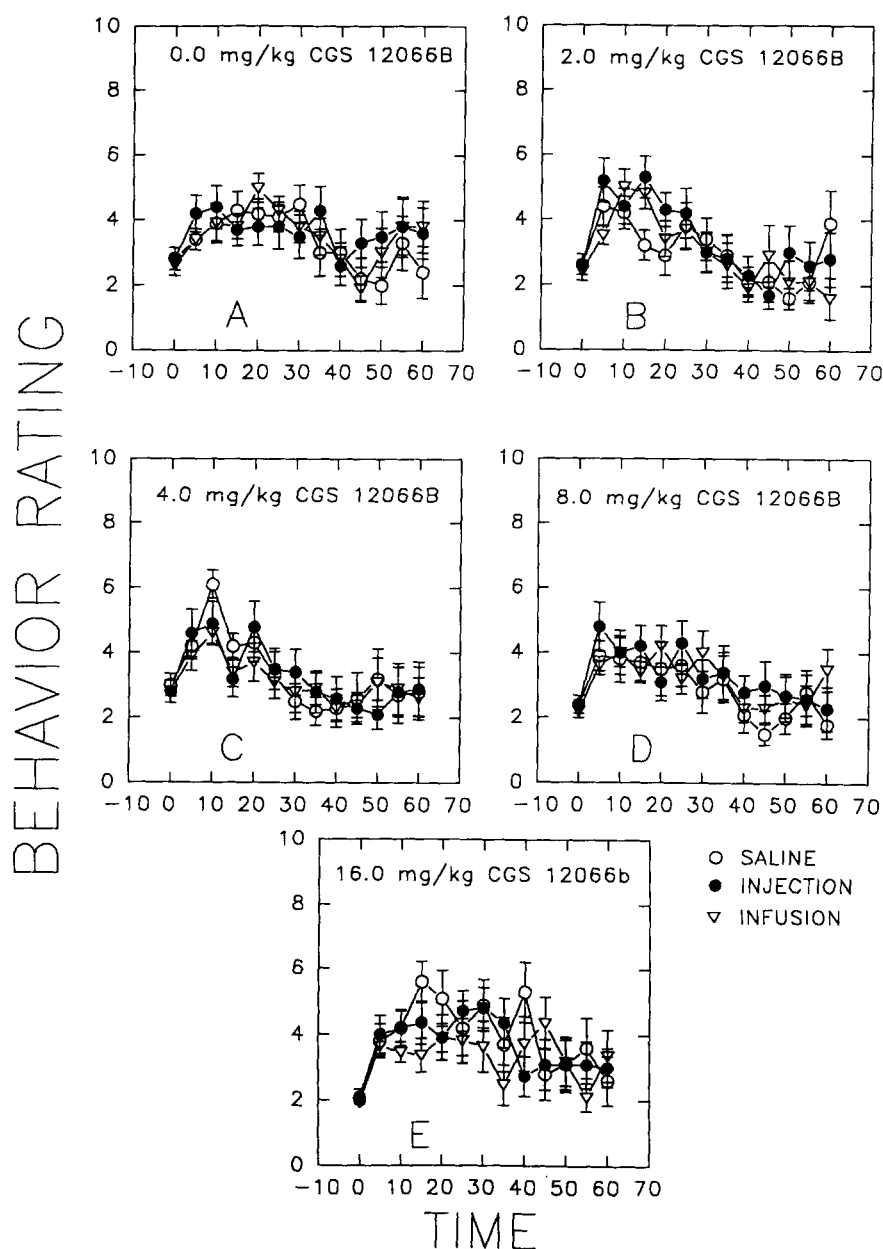 BEHAVIOR RATING
10
8
6
4
2
0
0.0 mg/kg CGS 12066B
A
-10 0 10 20 30 40 50 60 70
10
8
6
4
2
0
2.0 mg/kg CGS 12066B
B
-10 0 10 20 30 40 50 60 70
10
8
6
4
2
0
4.0 mg/kg CGS 12066B
C
-10 0 10 20 30 40 50 60 70
10
8
6
4
2
0
8.0 mg/kg CGS 12066B
D
-10 0 10 20 30 40 50 60 70
10
8
6
4
2
0
16.0 mg/kg CGS 12066b
E
-10 0 10 20 30 40 50 60 70
SALINE
INJECTION
INFUSION
TIME